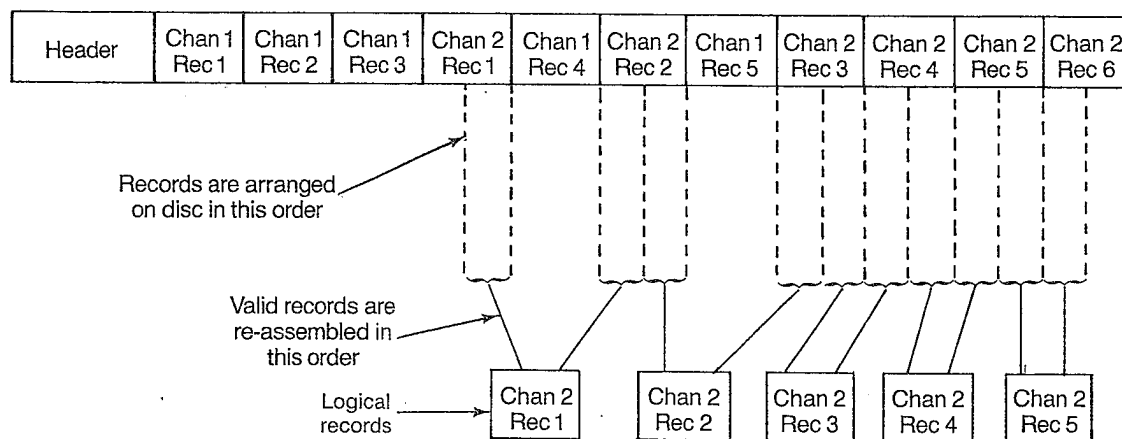 Header
Chan 1
Rec 1
Chan 1
Rec 2
Chan 1
Rec 3
Chan 2
Rec 1
Chan 1
Rec 4
Chan 2
Rec 2
Chan 1
Rec 5
Chan 2
Rec 3
Chan 2
Rec 4
Chan 2
Rec 5
Chan 2
Rec 6
Records are arranged
on disc in this order
Valid records are
re-assembled in
this order
Logical
records
Chan 2
Rec 1
Chan 2
Rec 2
Chan 2
Rec 3
Chan 2
Rec 4
Chan 2
Rec 5